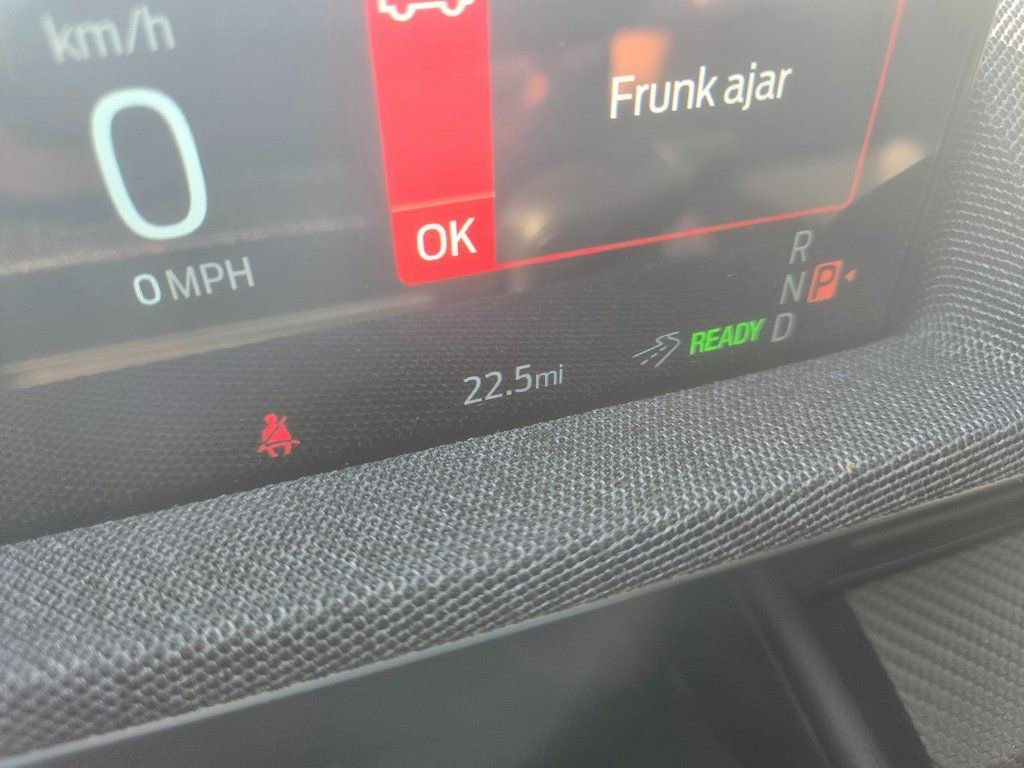 km/h
0
0 MPH
Frunk ajar
OK
R
N P
D
READY
22.5mi